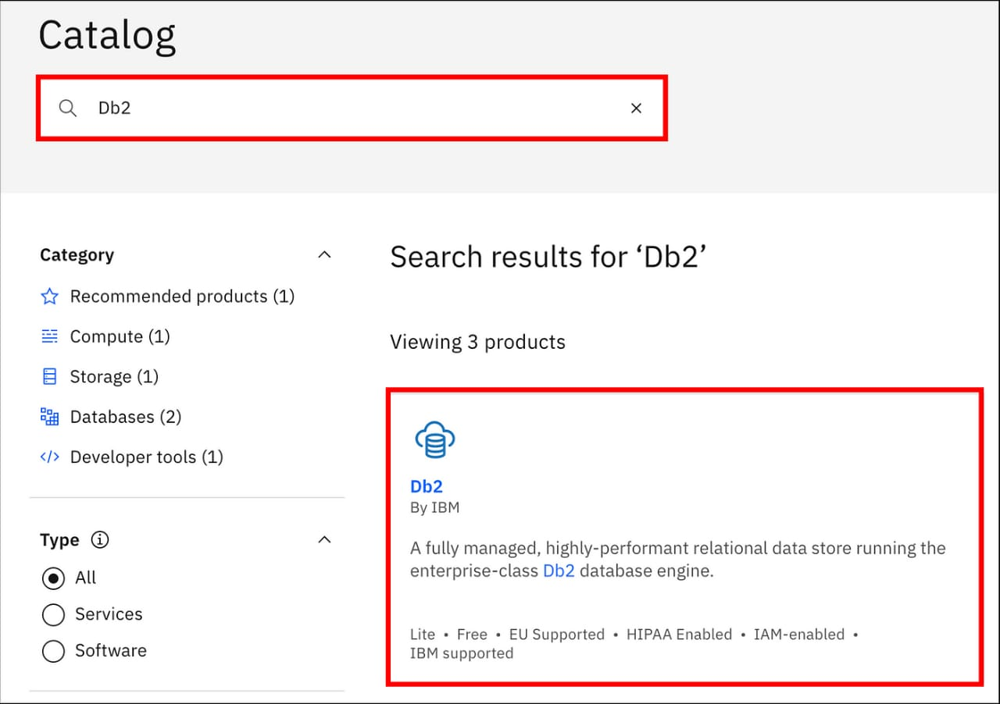 Catalog
Db2
Category
Recommended products (1)
Compute (1)
Storage (1)
Databases (2)
Developer tools (1)
Type
All
Services
Software
Search results for ‘Db2’
Viewing 3 products
Db2
By IBM
A fully managed, highly-performant relational data store running the
enterprise-class Db2 database engine.
Lite • Free • EU Supported • HIPAA Enabled • IAM-enabled •
IBM supported